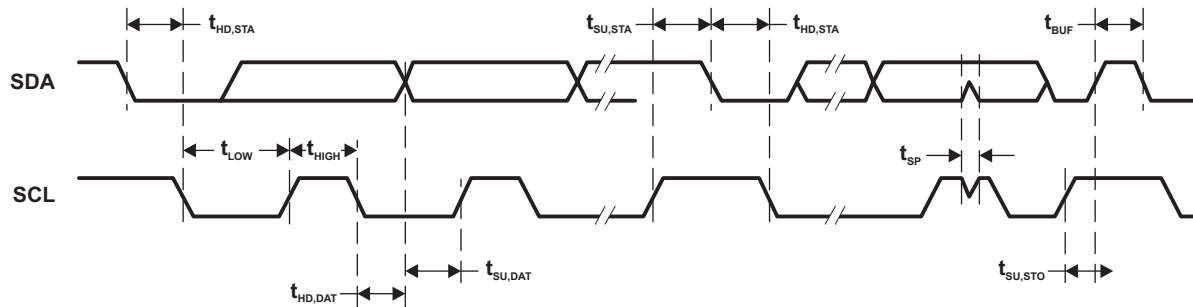 tHD,STA
tSU,STA
tHD,STA
tBUF
SDA
tLOW
tHIGH
tSP
SCL
tSU,DAT
tSU,STO
tHD,DAT